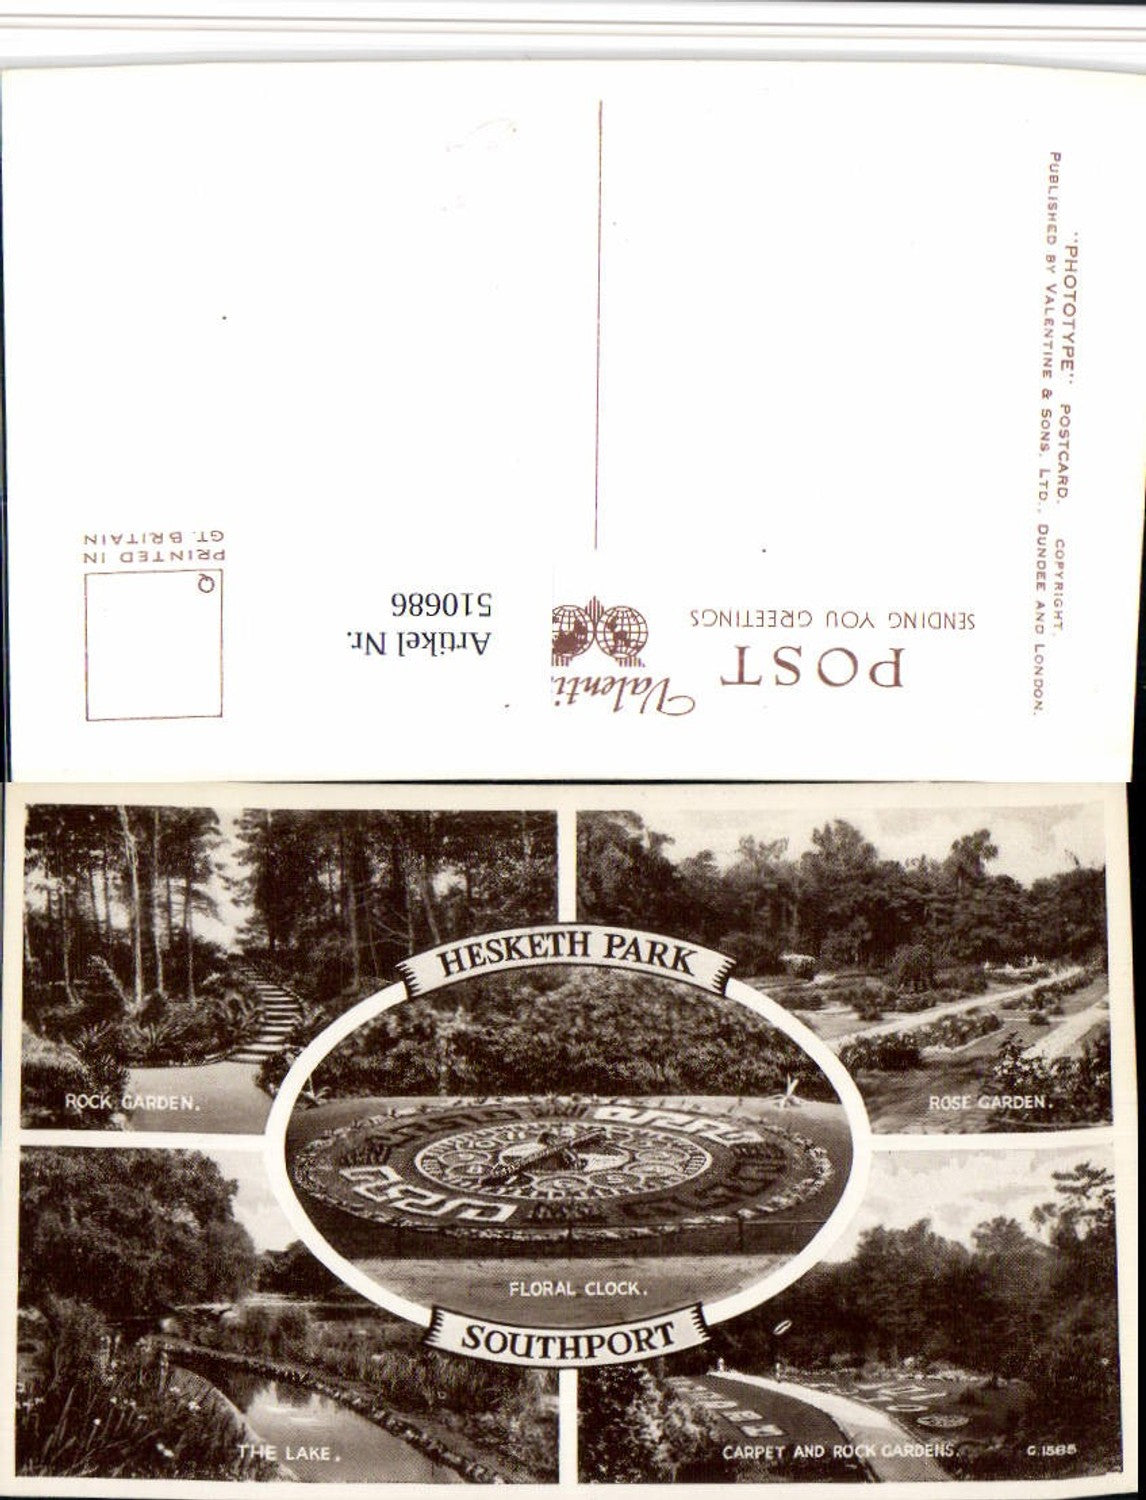 "PHOTOTYPE" POSTCARD. COPYRIGHT.
PUBLISHED BY VALENTINE & SONS, LTD., DUNDEE AND LONDON.
PRINTED IN
GT. BRITAIN
Q
Artikel Nr.
510686
Valenti
POST
SENDING YOU GREETINGS
HESKETH PARK
ROCK GARDEN.
ROSE GARDEN.
FLORAL CLOCK.
SOUTHPORT
THE LAKE.
CARPET AND ROCK GARDENS.
G.1585